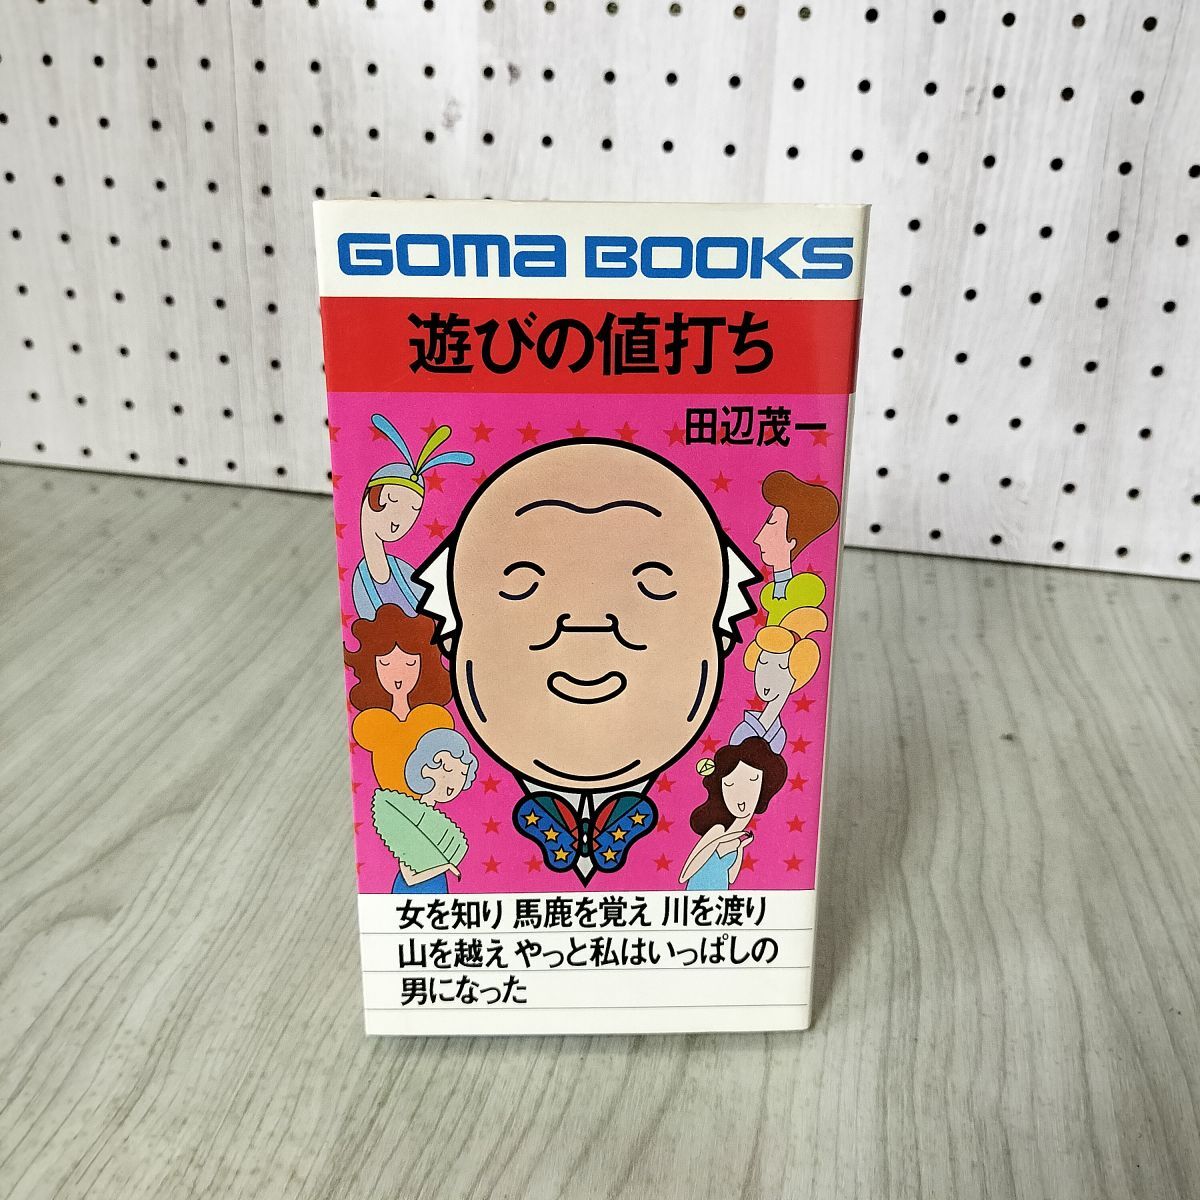 GOMA BOOKS
遊びの値打ち
田辺茂一
女を知り 馬鹿を覚え 川を渡り
山を越え やっと私はいっぱしの
男になった